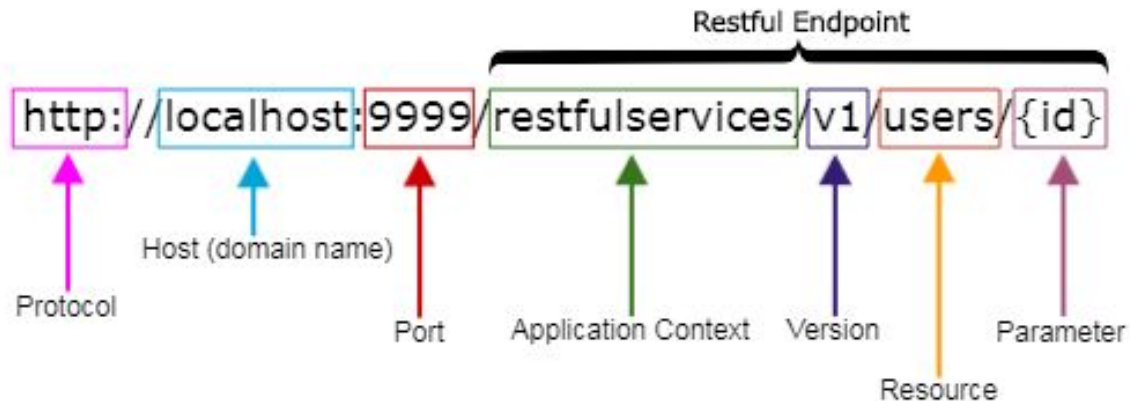 Restful Endpoint
http://localhost:9999/restfulservices/v1/users/{id}
Host (domain name)
Protocol
Port
Application Context
Version
Parameter
Resource